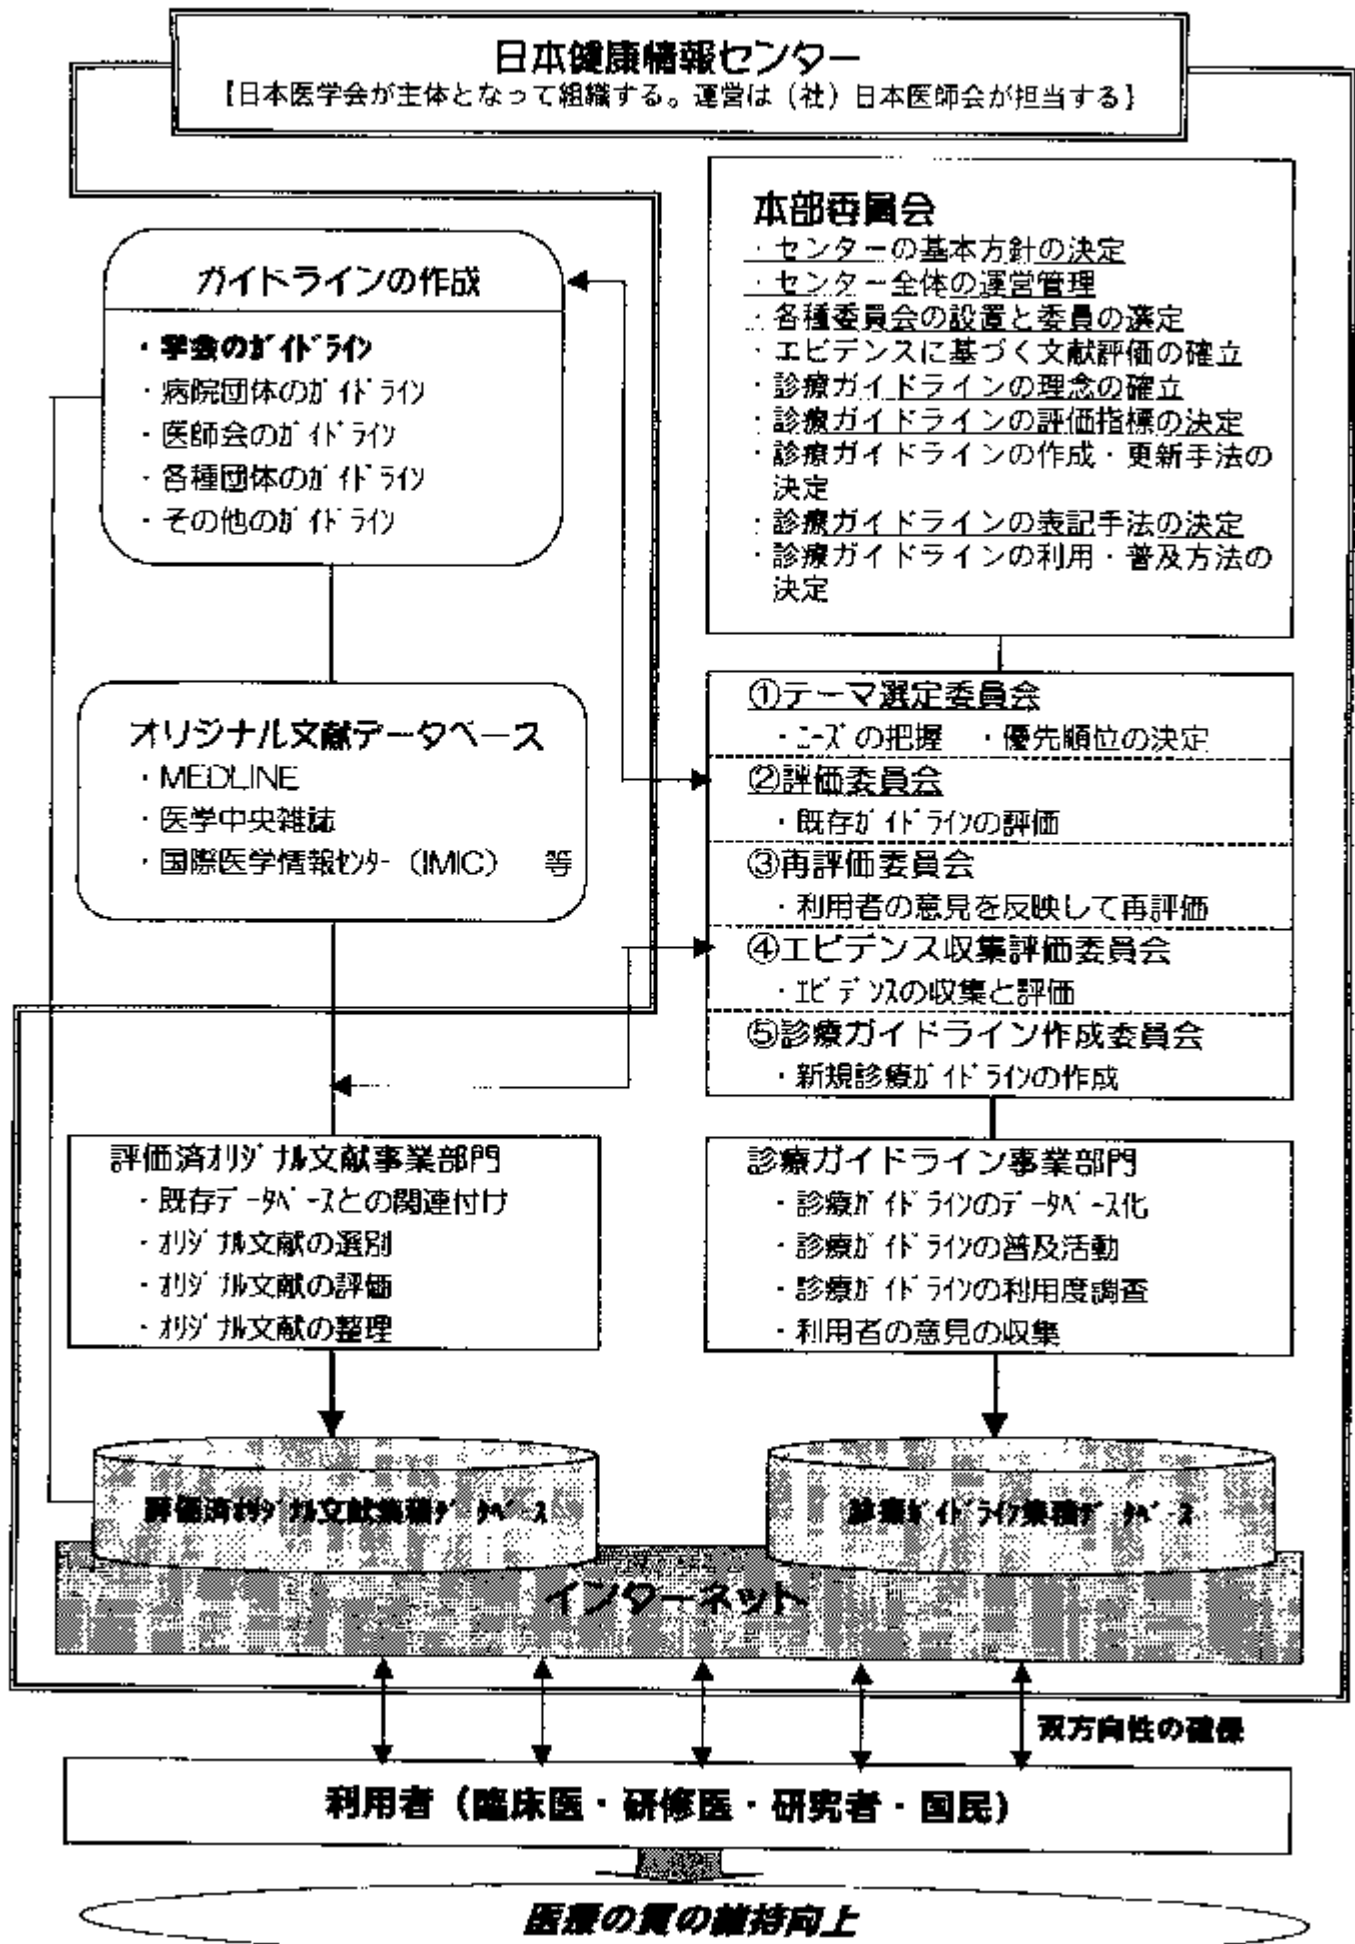 日本健康情報センター
【日本医学会が主体となって組織する。運営は（社）日本医師会が担当する】
本部委員会
・センターの基本方針の決定
・センター全体の運営管理
・各種委員会の設置と委員の選定
・エビデンスに基づく文献評価の確立
・診療ガイドラインの理念の確立
・診療ガイドラインの評価指標の決定
・診療ガイドラインの作成・更新手法の
決定
・診療ガイドラインの表記手法の決定
・診療ガイドラインの利用・普及方法の
決定
ガイドラインの作成
・学会のｶﾞｲﾄﾞﾗｲﾝ
・病院団体のｶﾞｲﾄﾞﾗｲﾝ
・医師会のｶﾞｲﾄﾞﾗｲﾝ
・各種団体のｶﾞｲﾄﾞﾗｲﾝ
・その他のｶﾞｲﾄﾞﾗｲﾝ
オリジナル文献データベース
・MEDLINE
・医学中央雑誌
・国際医学情報ｾﾝﾀｰ（IMIC）　等
①テーマ選定委員会
・ﾆｰｽﾞの把握　・優先順位の決定
②評価委員会
・既存ｶﾞｲﾄﾞﾗｲﾝの評価
③再評価委員会
・利用者の意見を反映して再評価
④エビデンス収集評価委員会
・ｴﾋﾞﾃﾞﾝｽの収集と評価
⑤診療ガイドライン作成委員会
・新規診療ｶﾞｲﾄﾞﾗｲﾝの作成
評価済ｵﾘｼﾞﾅﾙ文献事業部門
・既存ﾃﾞｰﾀﾍﾞｰｽとの関連付け
・ｵﾘｼﾞﾅﾙ文献の選別
・ｵﾘｼﾞﾅﾙ文献の評価
・ｵﾘｼﾞﾅﾙ文献の整理
診療ガイドライン事業部門
・診療ｶﾞｲﾄﾞﾗｲﾝのﾃﾞｰﾀﾍﾞｰｽ化
・診療ｶﾞｲﾄﾞﾗｲﾝの普及活動
・診療ｶﾞｲﾄﾞﾗｲﾝの利用度調査
・利用者の意見の収集
評価済ｵﾘｼﾞﾅﾙ文献集積ﾃﾞｰﾀﾍﾞｰｽ
診療ｶﾞｲﾄﾞﾗｲﾝ集積ﾃﾞｰﾀﾍﾞｰｽ
インターネット
双方向性の確保
利用者（臨床医・研修医・研究者・国民）
医療の質の維持向上